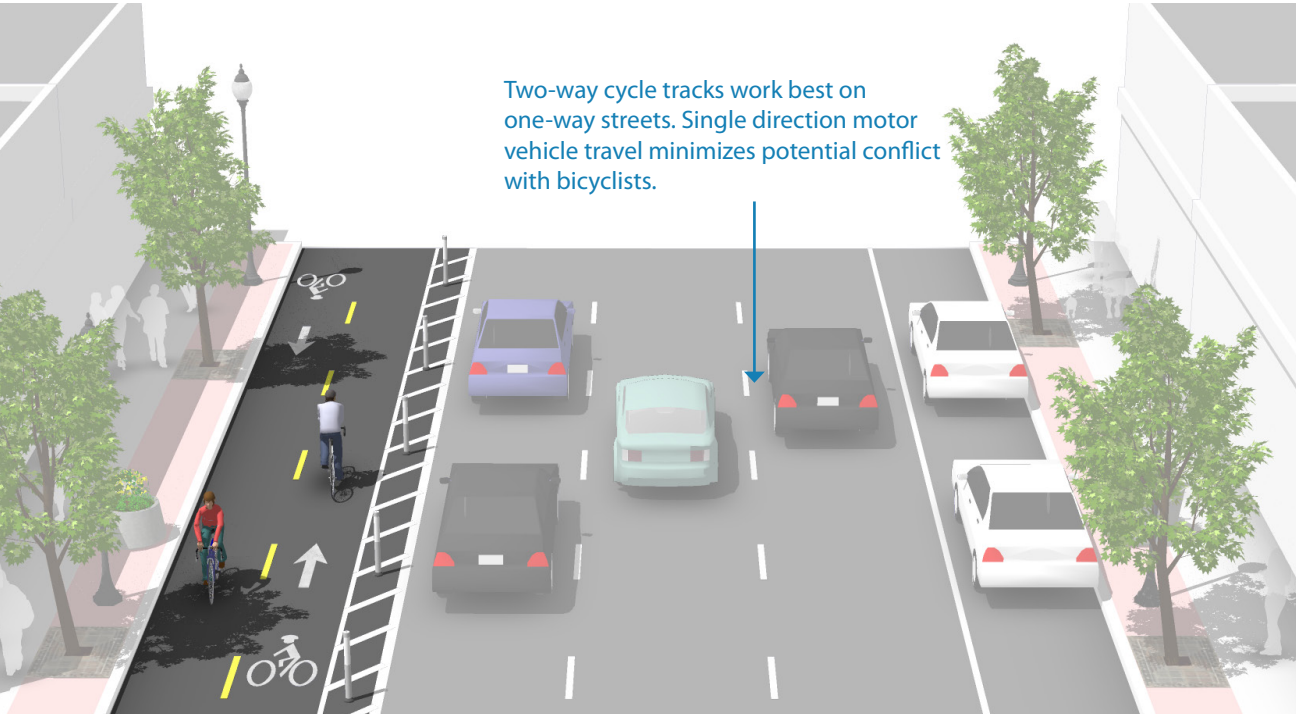 Two-way cycle tracks work best on
one-way streets. Single direction motor
vehicle travel minimizes potential conflict
with bicyclists.